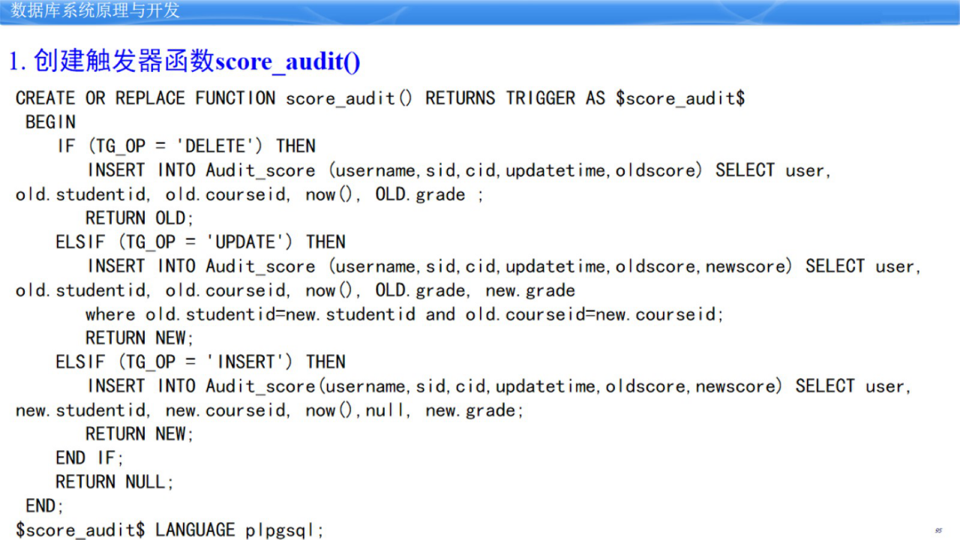 数据库系统原理与开发
1. 创建触发器函数score_audit()
CREATE OR REPLACE FUNCTION score_audit() RETURNS TRIGGER AS $score_audit$
BEGIN
IF (TG_OP = 'DELETE') THEN
INSERT INTO Audit_score (username,sid,cid,updatetime,oldscore) SELECT user,
old.studentid, old.courseid, now(), OLD.grade ;
RETURN OLD;
ELSIF (TG_OP = 'UPDATE') THEN
INSERT INTO Audit_score (username,sid,cid,updatetime,oldscore,newscore) SELECT user,
old.studentid, old.courseid, now(), OLD.grade, new.grade
where old.studentid=new.studentid and old.courseid=new.courseid;
RETURN NEW;
ELSIF (TG_OP = 'INSERT') THEN
INSERT INTO Audit_score(username,sid,cid,updatetime,oldscore,newscore) SELECT user,
new.studentid, new.courseid, now(),null, new.grade;
RETURN NEW;
END IF;
RETURN NULL;
END;
$score_audit$ LANGUAGE plpgsql;